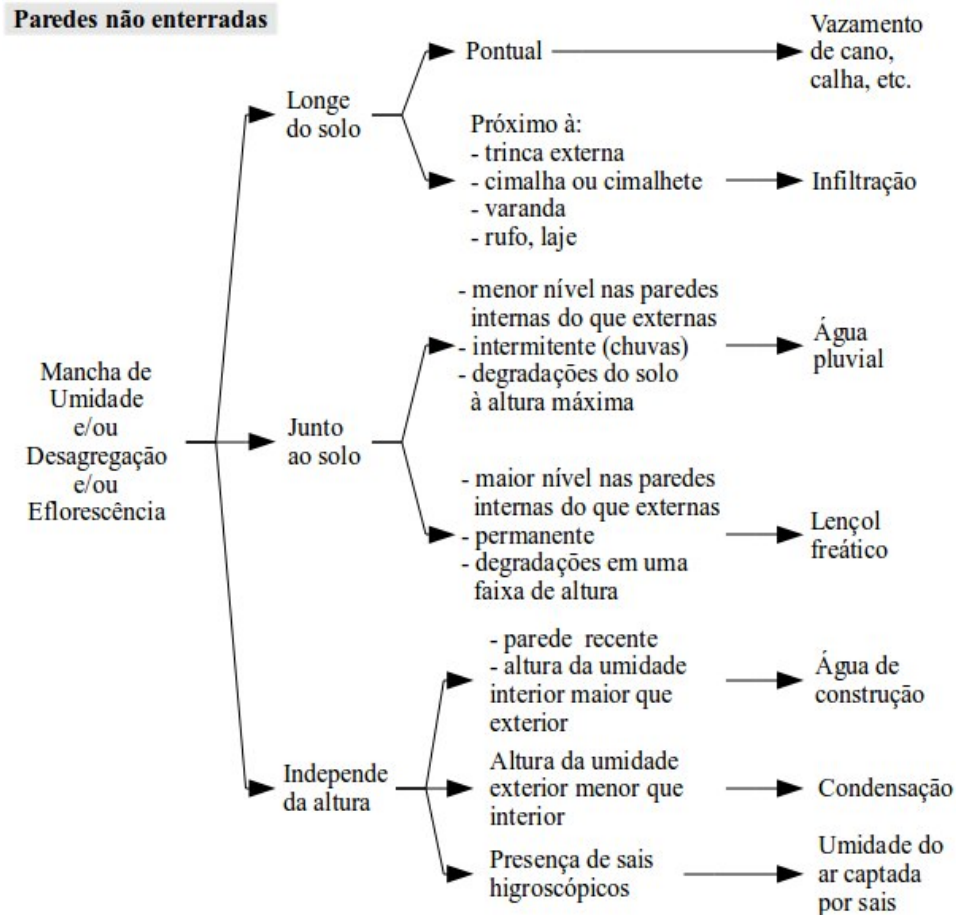 Paredes não enterradas
Mancha de
Umidade
e/ou
Desagregação
e/ou
Eflorescência
Longe
do solo
Pontual
Vazamento
de cano,
calha, etc.
Próximo à:
- trinca externa
- cimalha ou cimalhete
- varanda
- rufo, laje
Infiltração
Junto
ao solo
- menor nível nas paredes
internas do que externas
- intermitente (chuvas)
- degradações do solo
à altura máxima
Água
pluvial
- maior nível nas paredes
internas do que externas
- permanente
- degradações em uma
faixa de altura
Lençol
freático
Independe
da altura
- parede recente
- altura da umidade
interior maior que
exterior
Água de
construção
Altura da umidade
exterior menor que
interior
Condensação
Presença de sais
higroscópicos
Umidade do
ar captada
por sais